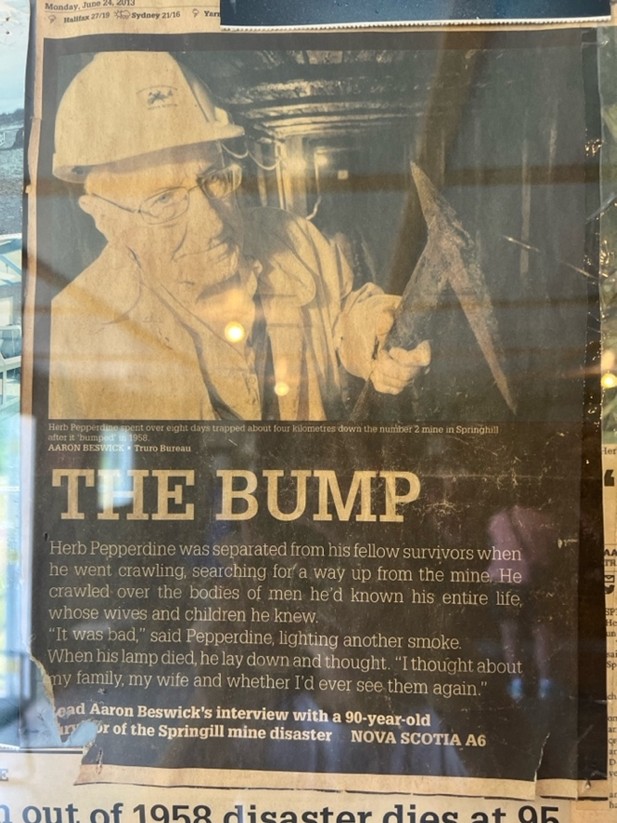 Monday, June 24, 2013
Halifax 27/19 Sydney 21/16
Herb Pepperdine spent over eight days trapped about four kilometres down the number 2 mine in Springhill
after it 'bumped' in 1958.
AARON BESWICK • Truro Bureau
THE BUMP
Herb Pepperdine was separated from his fellow survivors when
he went crawling, searching for a way up from the mine. He
crawled over the bodies of men he'd known his entire life,
whose wives and children he knew.
"It was bad," said Pepperdine, lighting another smoke.
When his lamp died, he lay down and thought. "I thought about
my family, my wife and whether I'd ever see them again."
ead Aaron Beswick's interview with a 90-year-old
or of the Springill mine disaster NOVA SCOTIA A6
out of 1958 disaster dies at 95